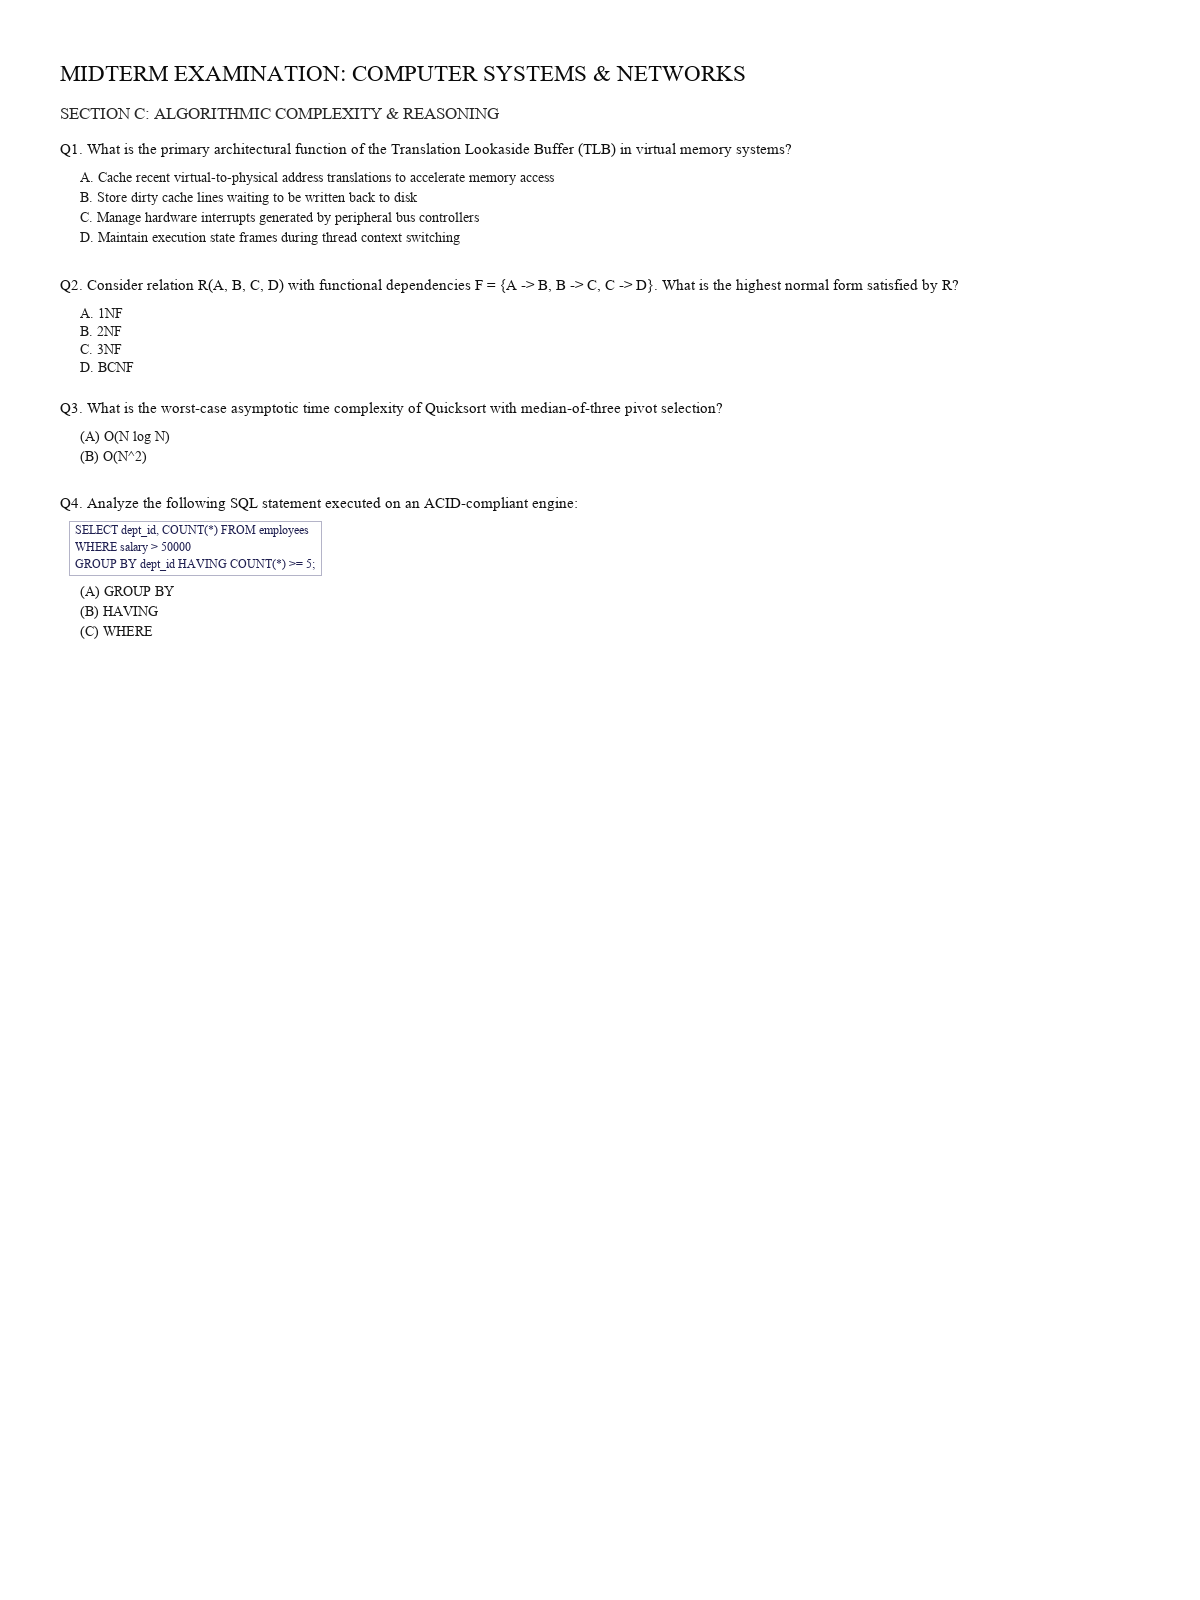 MIDTERM EXAMINATION: COMPUTER SYSTEMS & NETWORKS
SECTION C: ALGORITHMIC COMPLEXITY & REASONING
Q1. What is the primary architectural function of the Translation Lookaside Buffer (TLB) in virtual memory systems?
A. Cache recent virtual-to-physical address translations to accelerate memory access
B. Store dirty cache lines waiting to be written back to disk
C. Manage hardware interrupts generated by peripheral bus controllers
D. Maintain execution state frames during thread context switching
Q2. Consider relation R(A, B, C, D) with functional dependencies F = {A -> B, B -> C, C -> D}. What is the highest normal form satisfied by R?
A. 1NF
B. 2NF
C. 3NF
D. BCNF
Q3. What is the worst-case asymptotic time complexity of Quicksort with median-of-three pivot selection?
(A) O(N log N)
(B) O(N^2)
Q4. Analyze the following SQL statement executed on an ACID-compliant engine:
SELECT dept_id, COUNT(*) FROM employees
WHERE salary > 50000
GROUP BY dept_id HAVING COUNT(*) >= 5;
(A) GROUP BY
(B) HAVING
(C) WHERE